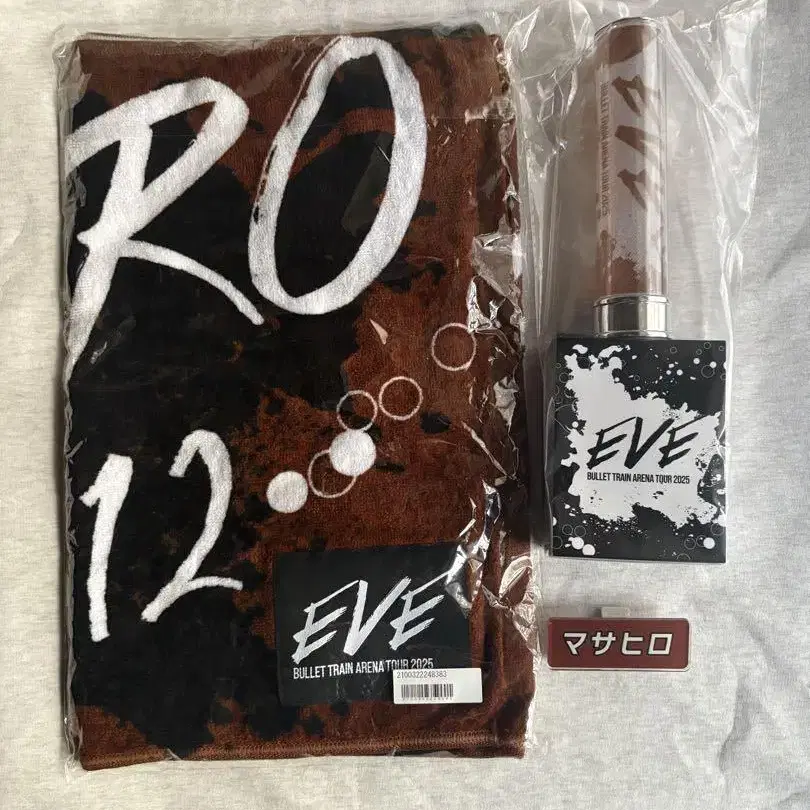 RO
12
EVE
BULLET TRAIN ARENA TOUR 2025
2100322248383
EVE
BULLET TRAIN ARENA TOUR 2025
マサヒロ